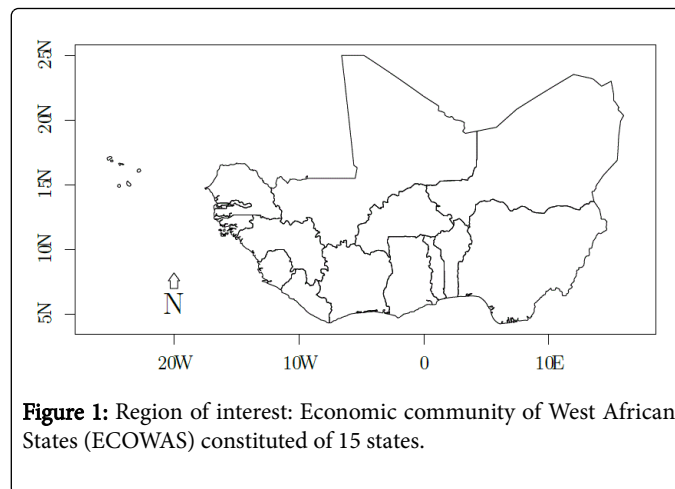 25N
20N
15N
10N
5N
N
20W
10W
0
10E
Figure 1: Region of interest: Economic community of West African
States (ECOWAS) constituted of 15 states.